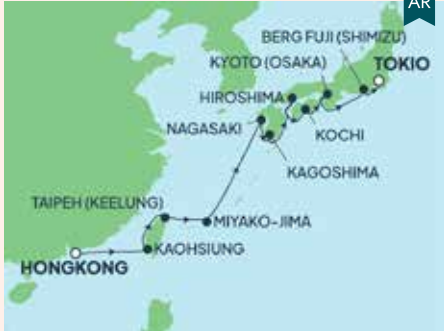 AR
BERG FUJI (SHIMIZU)
KYOTO (OSAKA)
TOKIO
HIROSHIMA
NAGASAKI
KOCHI
KAGOSHIMA
TAIPEH (KEELUNG)
MIYAKO-JIMA
KAOHSIUNG
HONGKONG